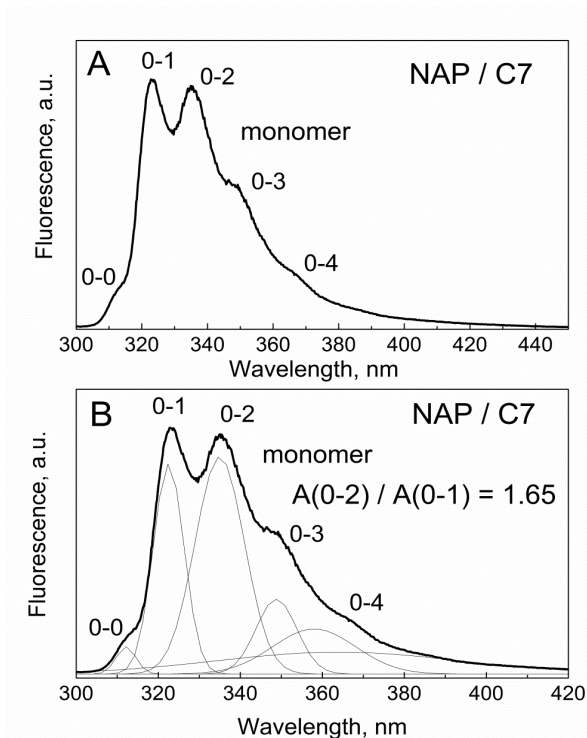 A
0-1
0-2
NAP / C7
monomer
0-3
0-4
0-0
Fluorescence, a.u.
300 320 340 360 380 400 420 440
Wavelength, nm
B
0-1
0-2
NAP / C7
monomer
A(0-2) / A(0-1) = 1.65
0-3
0-4
0-0
Fluorescence, a.u.
300 320 340 360 380 400 420
Wavelength, nm